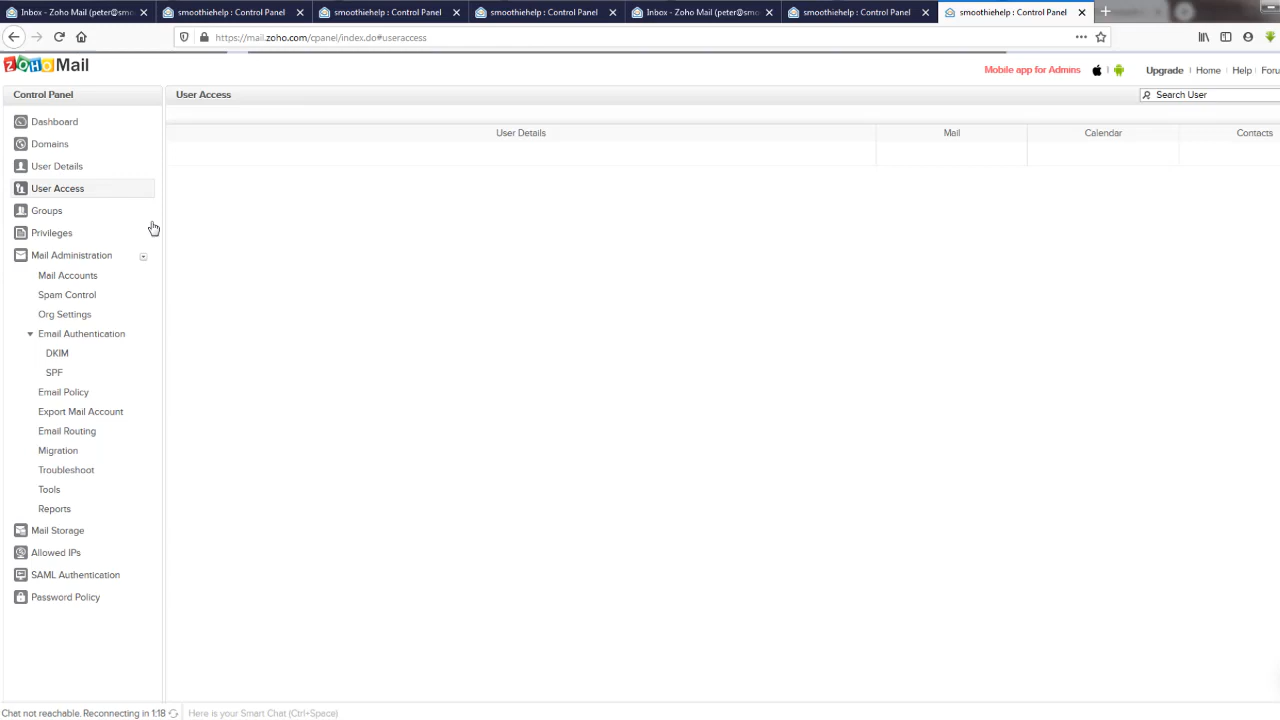 Inbox - Zoho Mail (peter@smo
smoothiehelp : Control Panel
smoothiehelp : Control Panel
smoothiehelp : Control Panel
Inbox - Zoho Mail (peter@smo
smoothiehelp : Control Panel
smoothiehelp : Control Panel
https://mail.zoho.com/cpanel/index.do#useraccess
ZOHO Mail
Mobile app for Admins
Upgrade | Home | Help | Foru
Control Panel
User Access
Search User
User Details
Mail
Calendar
Contacts
Dashboard
Domains
User Details
User Access
Groups
Privileges
Mail Administration
Mail Accounts
Spam Control
Org Settings
Email Authentication
DKIM
SPF
Email Policy
Export Mail Account
Email Routing
Migration
Troubleshoot
Tools
Reports
Mail Storage
Allowed IPs
SAML Authentication
Password Policy
Chat not reachable. Reconnecting in 1:18
Here is your Smart Chat (Ctrl+Space)